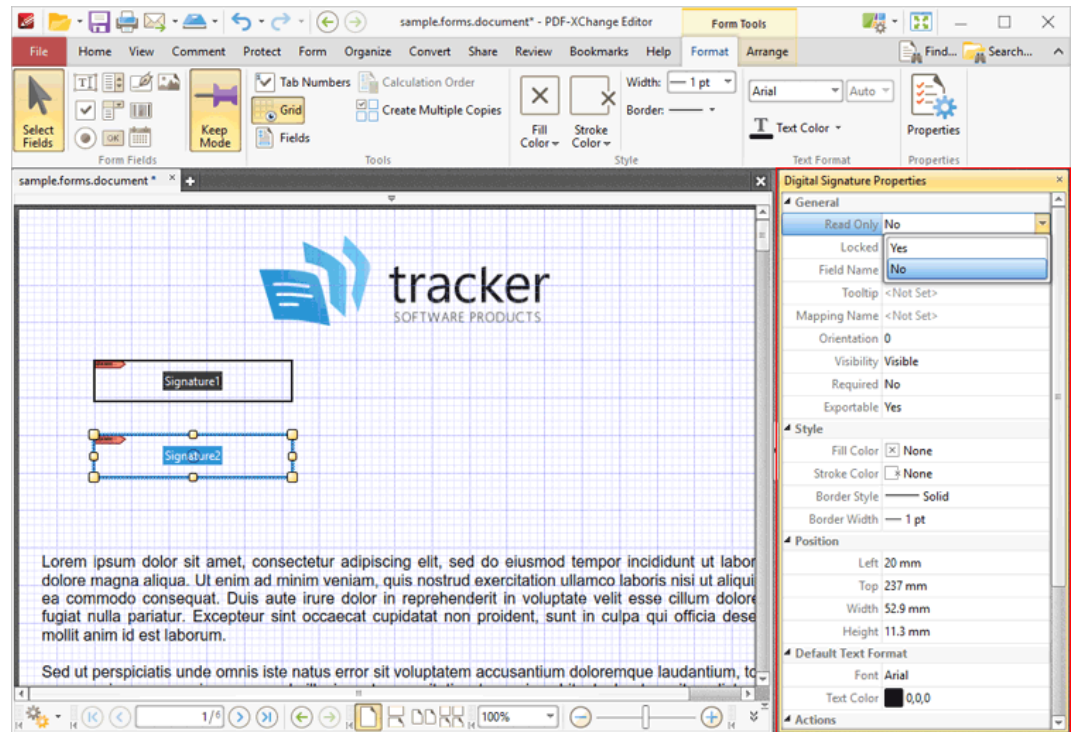 sample.forms.document* - PDF-XChange Editor
Form Tools
File Home View Comment Protect Form Organize Convert Share Review Bookmarks Help Format Arrange Find... Search...
Select Fields
OK
Form Fields
Keep Mode
Tab Numbers
Grid
Fields
Calculation Order
Create Multiple Copies
Tools
Fill Color
Stroke Color
Width: 1 pt
Border:
Style
Arial Auto
Text Color
Text Format
Properties
Properties
sample.forms.document *
tracker
SOFTWARE PRODUCTS
Signature1
Signature2
Lorem ipsum dolor sit amet, consectetur adipiscing elit, sed do eiusmod tempor incididunt ut labor
dolore magna aliqua. Ut enim ad minim veniam, quis nostrud exercitation ullamco laboris nisi ut aliqui
ea commodo consequat. Duis aute irure dolor in reprehenderit in voluptate velit esse cillum dolore
fugiat nulla pariatur. Excepteur sint occaecat cupidatat non proident, sunt in culpa qui officia dese
mollit anim id est laborum.
Sed ut perspiciatis unde omnis iste natus error sit voluptatem accusantium doloremque laudantium, to
1/6
100%
Digital Signature Properties
General
Read Only No
Locked
Yes
Field Name
No
Tooltip <Not Set>
Mapping Name <Not Set>
Orientation 0
Visibility Visible
Required No
Exportable Yes
Style
Fill Color None
Stroke Color None
Border Style Solid
Border Width 1 pt
Position
Left 20 mm
Top 237 mm
Width 52.9 mm
Height 11.3 mm
Default Text Format
Font Arial
Text Color 0,0,0
Actions